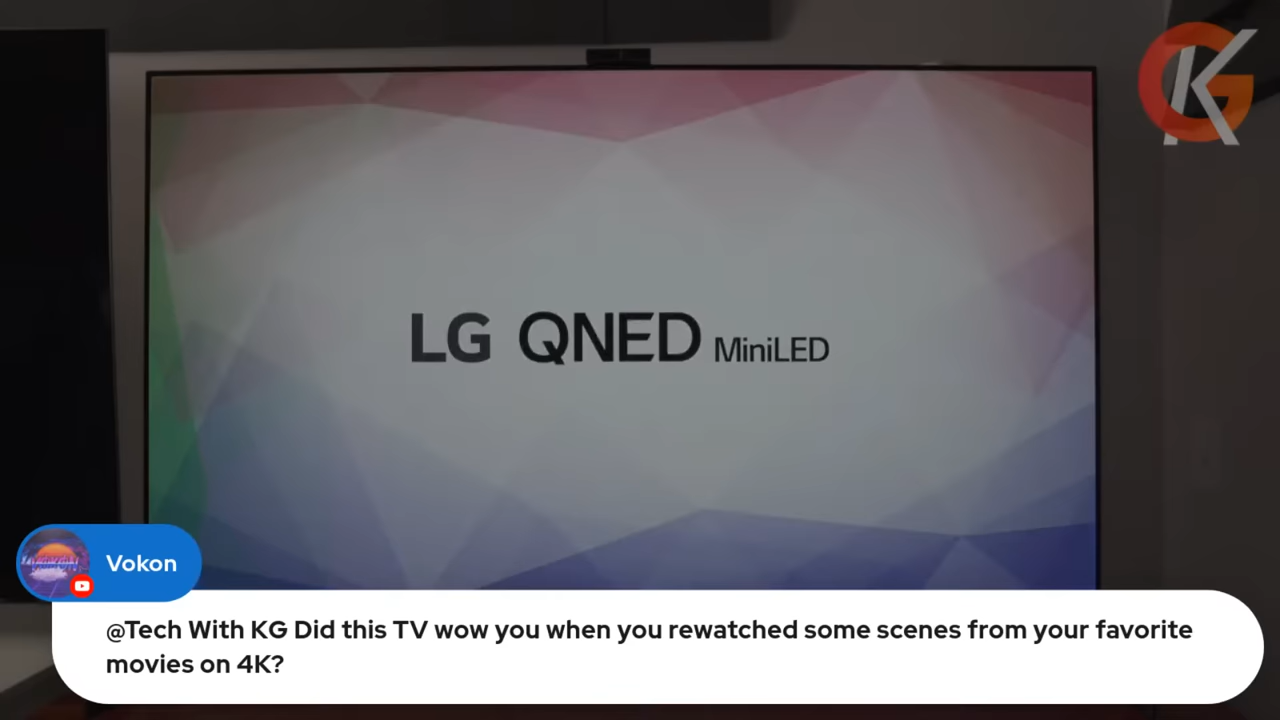 KG
LG QNED MiniLED
Vokon
@Tech With KG Did this TV wow you when you rewatched some scenes from your favorite
movies on 4K?